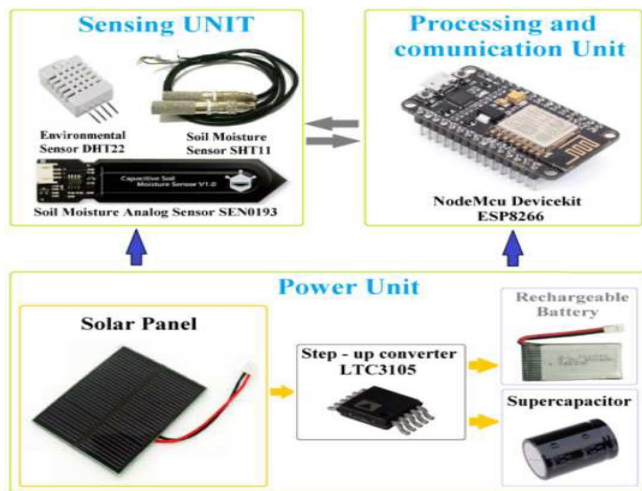 Sensing UNIT
Environmental
Sensor DHT22
Soil Moisture
Sensor SHT11
Capacitive Soil
Moisture Sensor V1.0
Soil Moisture Analog Sensor SEN0193
Processing and
comunication Unit
NodeMcu Devicekit
ESP8266
Power Unit
Solar Panel
Step - up converter
LTC3105
Rechargeable
Battery
Supercapacitor